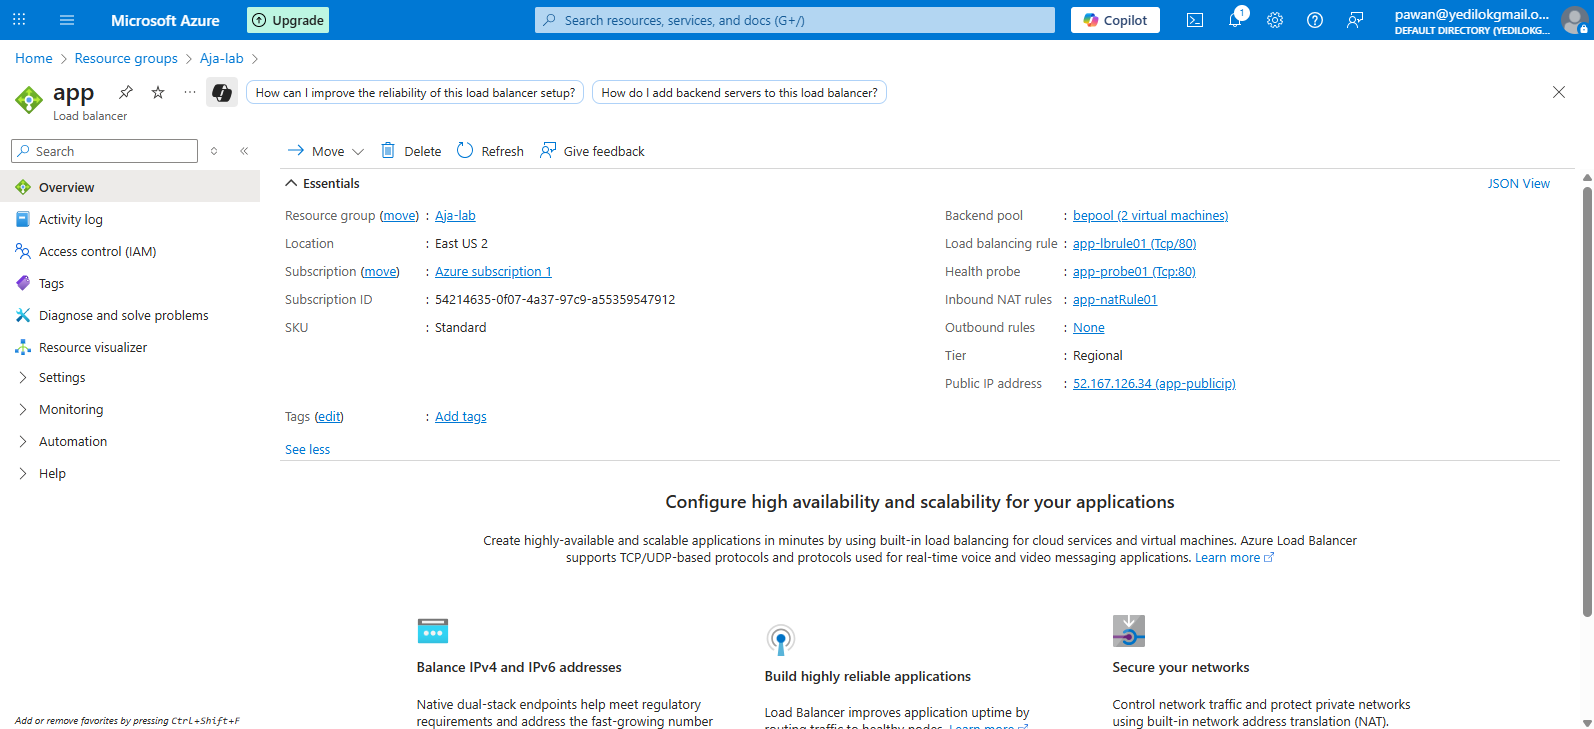 Microsoft Azure
Upgrade
Search resources, services, and docs (G+/)
Copilot
1
pawan@yedilokgmail.o...
DEFAULT DIRECTORY (YEDILOKG...
Home > Resource groups > Aja-lab >
app
Load balancer
How can I improve the reliability of this load balancer setup?
How do I add backend servers to this load balancer?
Search
Overview
Activity log
Access control (IAM)
Tags
Diagnose and solve problems
Resource visualizer
Settings
Monitoring
Automation
Help
Add or remove favorites by pressing Ctrl+Shift+F
Move
Delete
Refresh
Give feedback
Essentials
JSON View
Resource group (move) : Aja-lab
Location : East US 2
Subscription (move) : Azure subscription 1
Subscription ID : 54214635-0f07-4a37-97c9-a55359547912
SKU : Standard
Backend pool : bepool (2 virtual machines)
Load balancing rule : app-lbrule01 (Tcp/80)
Health probe : app-probe01 (Tcp:80)
Inbound NAT rules : app-natRule01
Outbound rules : None
Tier : Regional
Public IP address : 52.167.126.34 (app-publicip)
Tags (edit) : Add tags
See less
Configure high availability and scalability for your applications
Create highly-available and scalable applications in minutes by using built-in load balancing for cloud services and virtual machines. Azure Load Balancer
supports TCP/UDP-based protocols and protocols used for real-time voice and video messaging applications. Learn more
Balance IPv4 and IPv6 addresses
Native dual-stack endpoints help meet regulatory
requirements and address the fast-growing number
Build highly reliable applications
Load Balancer improves application uptime by
routing traffic to healthy nodes. Learn more
Secure your networks
Control network traffic and protect private networks
using built-in network address translation (NAT).